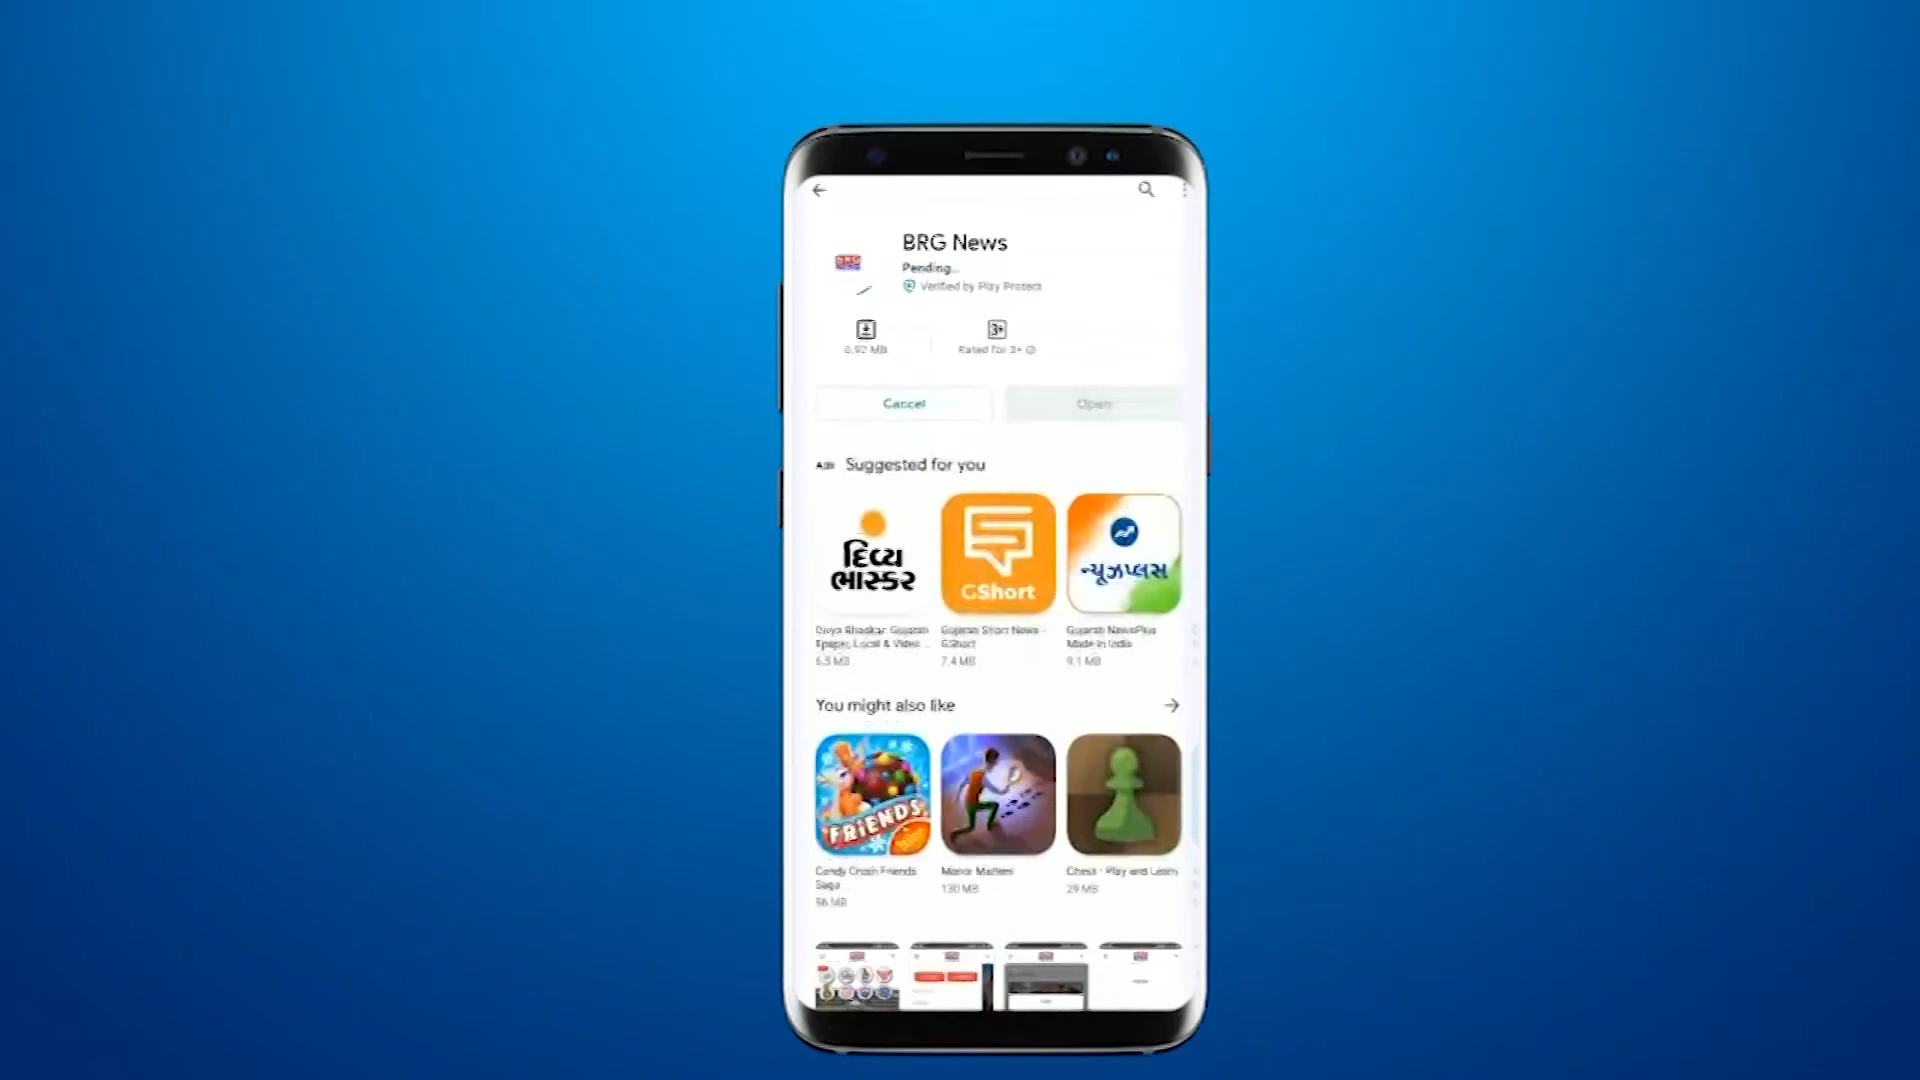 BRG News
Pending...
Verified by Play Protect
3+
6.92 MB
Rated for 3+
Cancel
Open
Ads Suggested for you
દિવ્ય
ભાસ્કર
GShort
ન્યૂઝપ્લસ
Divya Bhaskar: Gujarati
Epaper, Local & Video ...
6.5 MB
Gujarati Short News -
GShort
7.4 MB
Gujarati NewsPlus
Made in India
9.1 MB
You might also like
FRIENDS
Candy Crush Friends
Saga
96 MB
Manor Matters
130 MB
Chess - Play and Learn
29 MB